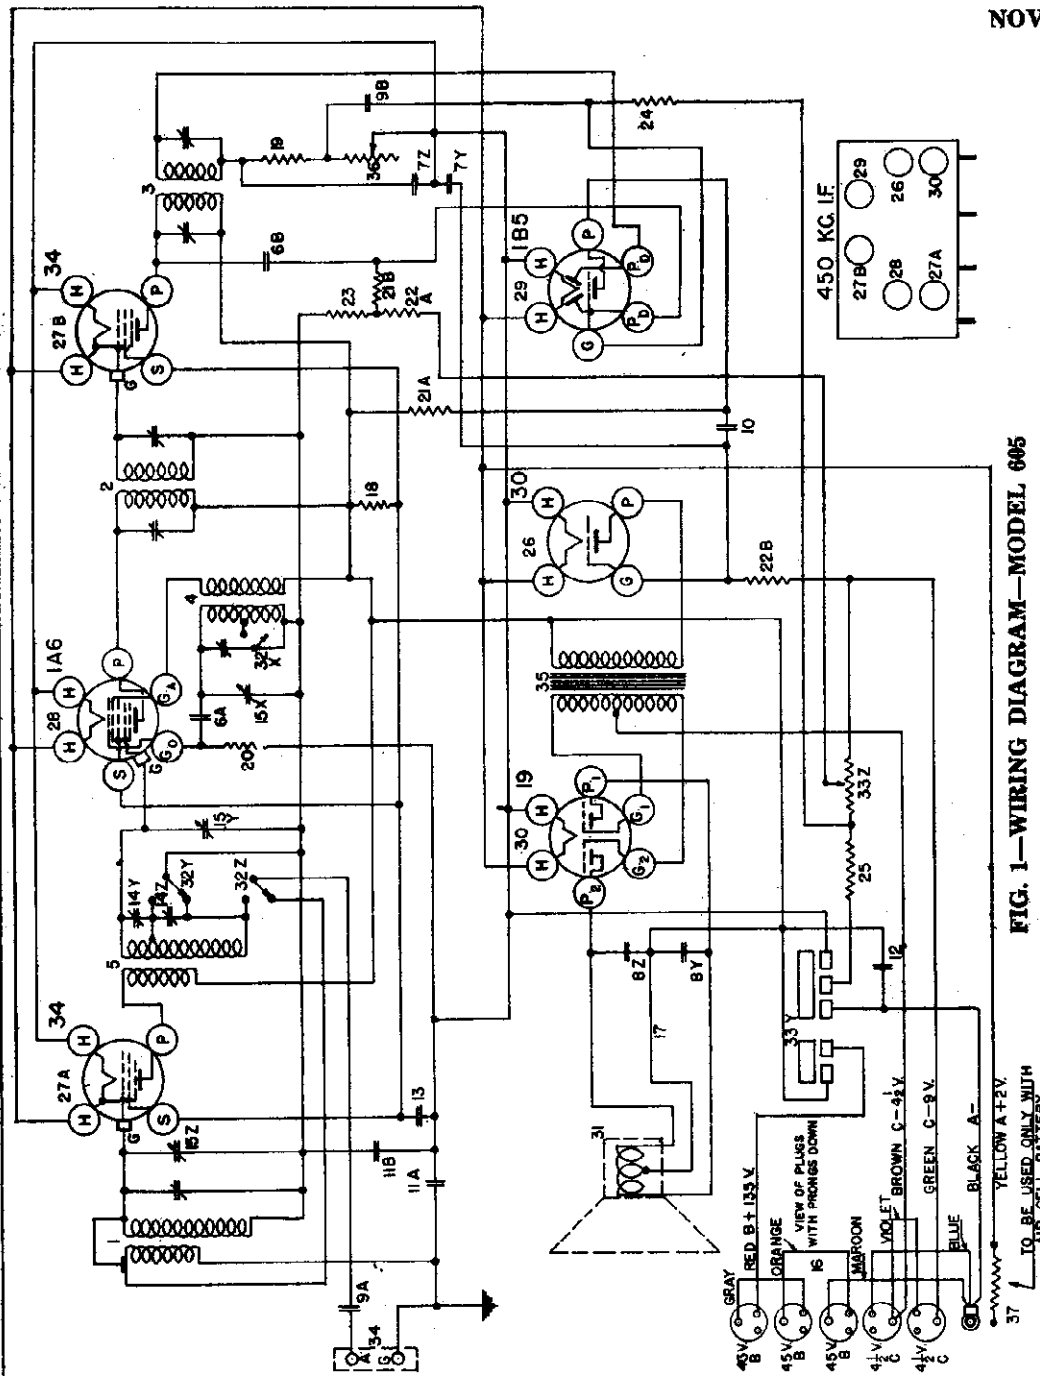 NOV
34
27A
H
H
P
S
G
1
15Z
5
14Y
14Z
32Y
32Z
15Y
1A6
28
H
H
P
S
G
GO
GA
6A
20
15X
32X
4
2
18
34
27B
H
H
P
S
G
3
6B
19
36
9B
7Z
7Y
23
21B
22A
21A
10
24
1B5
29
H
H
P
G
PD
PD
30
26
H
H
P
G
22B
35
19
30
H
H
P1
P2
G1
G2
33Z
25
12
33Y
8Z
8Y
17
31
13
11B
11A
9A
34
A
G
450 KC. I.F.
27B
29
28
26
27A
30
GRAY
RED B+135 V.
ORANGE
VIEW OF PLUGS
WITH PRONGS DOWN
16
MAROON
VIOLET
BROWN C-4½V.
GREEN C-9 V.
BLUE
BLACK A-
YELLOW A+2V.
45V. B
45V B
45V B
4½V C
4½V C
37
TO BE USED ONLY WITH
FIG. 1—WIRING DIAGRAM—MODEL 605